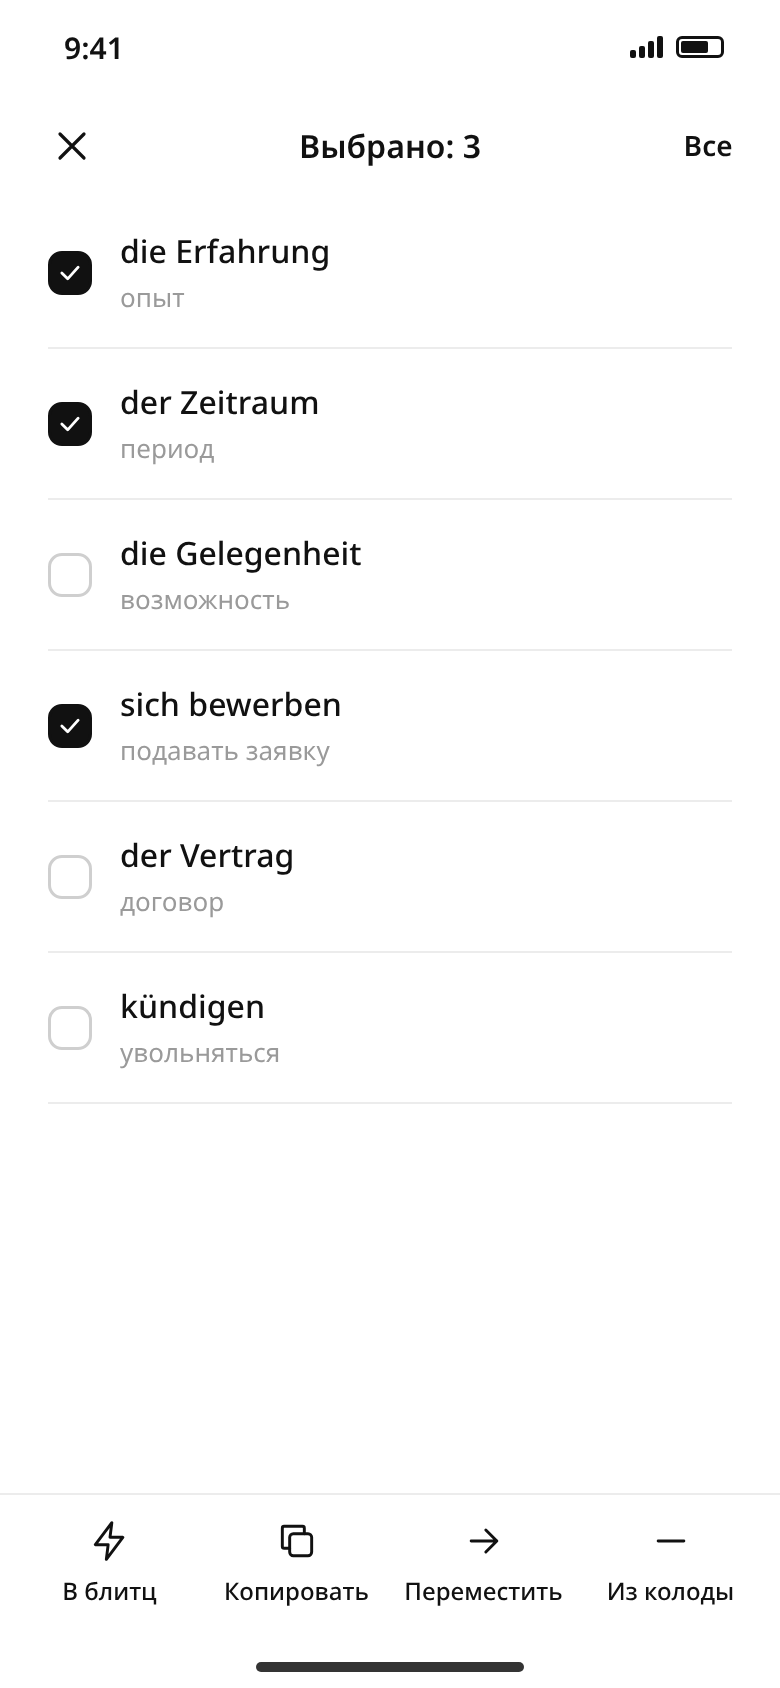 9:41
Выбрано: 3 Все
die Erfahrung
опыт
der Zeitraum
период
die Gelegenheit
возможность
sich bewerben
подавать заявку
der Vertrag
договор
kündigen
увольняться
В блитц Копировать Переместить Из колоды